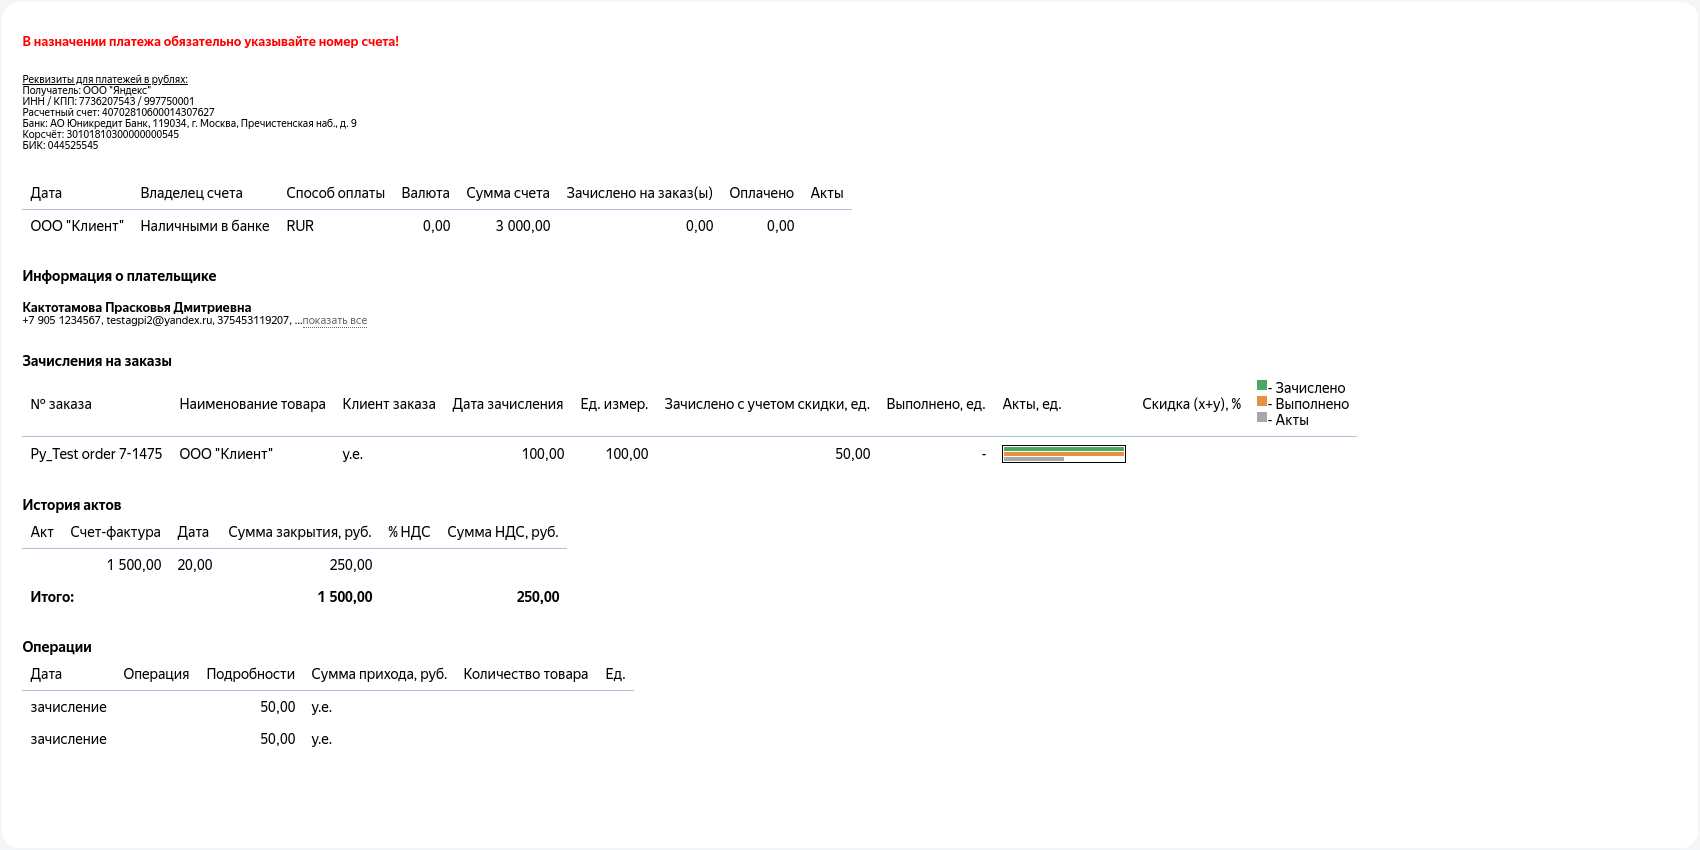 В назначении платежа обязательно указывайте номер счета!
Реквизиты для платежей в рублях:
Получатель: ООО "Яндекс"
ИНН / КПП: 7736207543 / 997750001
Расчетный счет: 40702810600014307627
Банк: АО Юникредит Банк, 119034, г. Москва, Пречистенская наб., д. 9
Корсчёт: 30101810300000000545
БИК: 044525545
Дата Владелец счета Способ оплаты Валюта Сумма счета Зачислено на заказ(ы) Оплачено Акты
ООО "Клиент" Наличными в банке RUR 0,00 3 000,00 0,00 0,00
Информация о плательщике
Кактотамова Прасковья Дмитриевна
+7 905 1234567, testagpi2@yandex.ru, 375453119207, ...показать все
Зачисления на заказы
№ заказа Наименование товара Клиент заказа Дата зачисления Ед. измер. Зачислено с учетом скидки, ед. Выполнено, ед. Акты, ед. Скидка (x+y), %
- Зачислено
- Выполнено
- Акты
Py_Test order 7-1475 ООО "Клиент" у.е. 100,00 100,00 50,00 -
История актов
Акт Счет-фактура Дата Сумма закрытия, руб. % НДС Сумма НДС, руб.
1 500,00 20,00 250,00
Итого: 1 500,00 250,00
Операции
Дата Операция Подробности Сумма прихода, руб. Количество товара Ед.
зачисление 50,00 у.е.
зачисление 50,00 у.е.